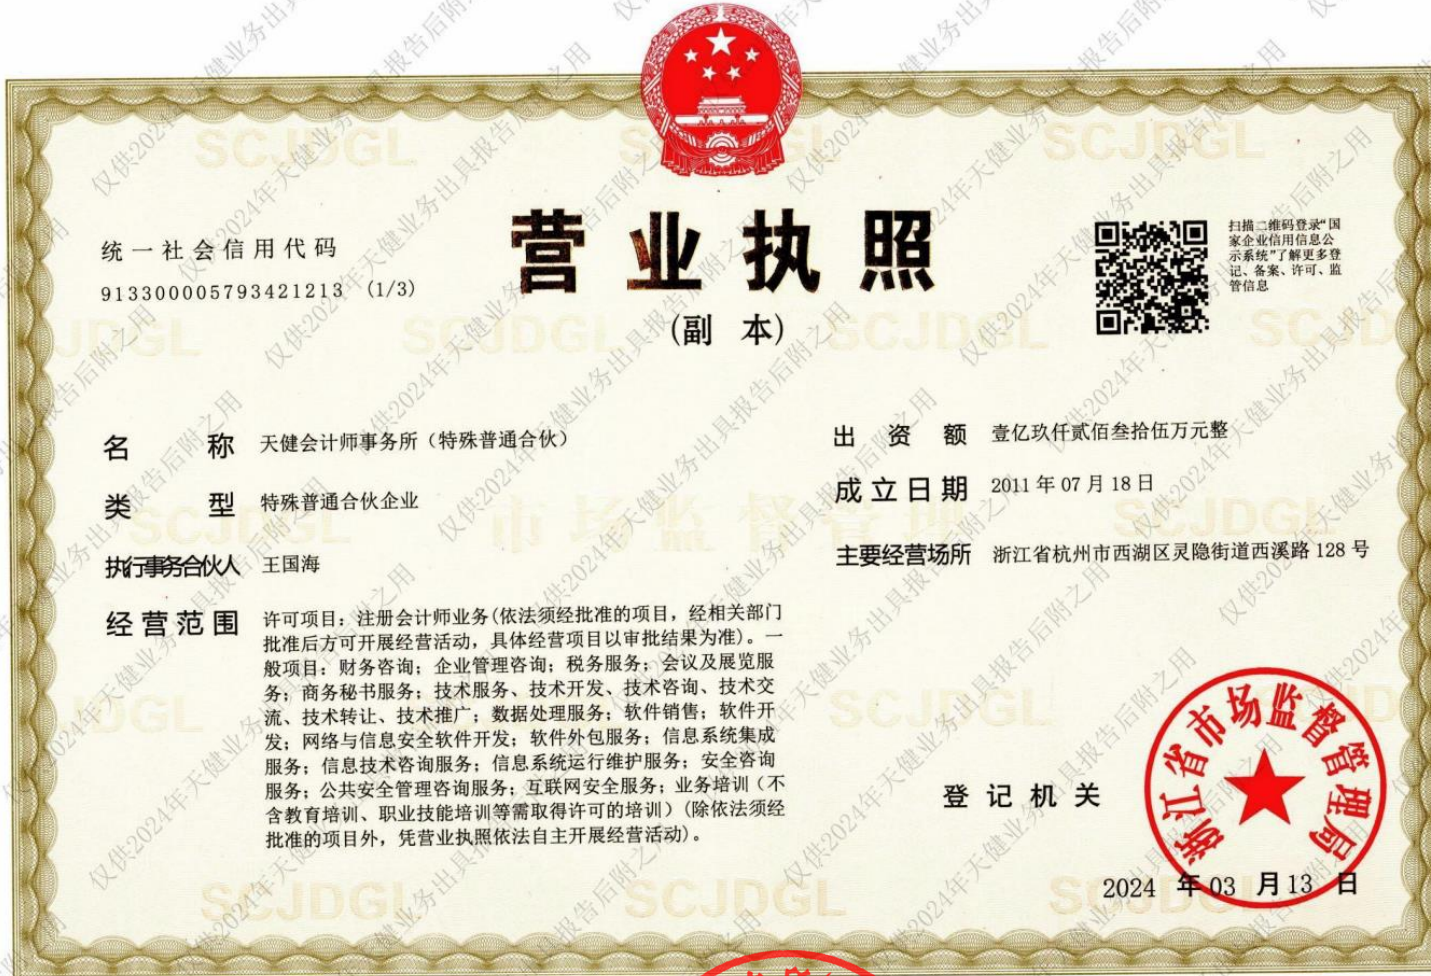 营业执照
(副 本)
统一社会信用代码
913300005793421213 (1/3)
扫描二维码登录“国
家企业信用信息公
示系统”了解更多登
记、备案、许可、监
管信息
名 称 天健会计师事务所（特殊普通合伙）
类 型 特殊普通合伙企业
执行事务合伙人 王国海
经营范围 许可项目：注册会计师业务(依法须经批准的项目，经相关部门
批准后方可开展经营活动，具体经营项目以审批结果为准)。一
般项目：财务咨询；企业管理咨询；税务服务；会议及展览服
务；商务秘书服务；技术服务、技术开发、技术咨询、技术交
流、技术转让、技术推广；数据处理服务；软件销售；软件开
发；网络与信息安全软件开发；软件外包服务；信息系统集成
服务；信息技术咨询服务；信息系统运行维护服务；安全咨询
服务；公共安全管理咨询服务；互联网安全服务；业务培训（不
含教育培训、职业技能培训等需取得许可的培训）(除依法须经
批准的项目外，凭营业执照依法自主开展经营活动)。
出 资 额 壹亿玖仟贰佰叁拾伍万元整
成立日期 2011年07月18日
主要经营场所 浙江省杭州市西湖区灵隐街道西溪路128号
登记机关
浙江省市场监督管理局
2024 年 03 月 13 日
仅供2024年天健业务出具报告后附之用
SCJDGL
市场监督管理